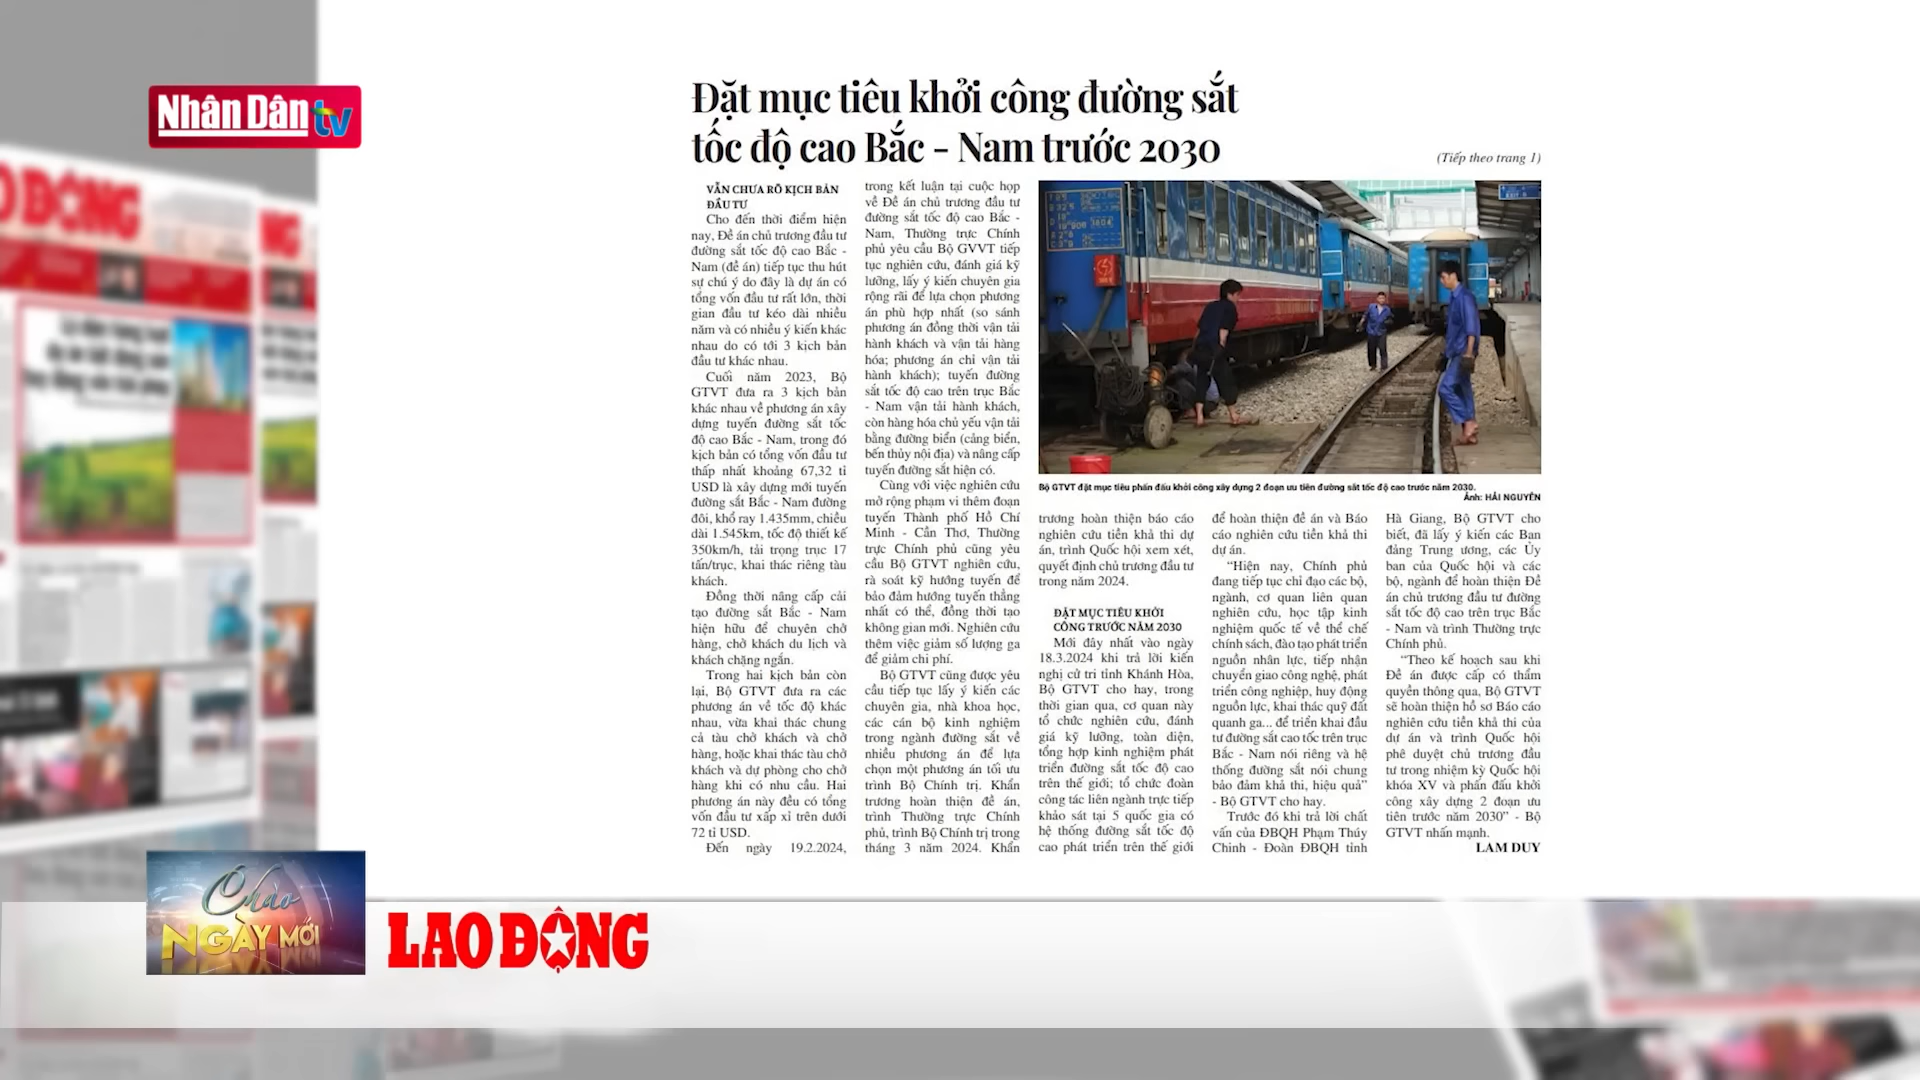 Nhân Dân tv
Đặt mục tiêu khởi công đường sắt
tốc độ cao Bắc - Nam trước 2030
(Tiếp theo trang 1)
VẪN CHƯA RÕ KỊCH BẢN
ĐẦU TƯ
Cho đến thời điểm hiện
nay, Đề án chủ trương đầu tư
đường sắt tốc độ cao Bắc -
Nam (đề án) tiếp tục thu hút
sự chú ý do đây là dự án có
tổng vốn đầu tư rất lớn, thời
gian đầu tư kéo dài nhiều
năm và có nhiều ý kiến khác
nhau do có tới 3 kịch bản
đầu tư khác nhau.
Cuối năm 2023, Bộ
GTVT đưa ra 3 kịch bản
khác nhau về phương án xây
dựng tuyến đường sắt tốc
độ cao Bắc - Nam, trong đó
kịch bản có tổng vốn đầu tư
thấp nhất khoảng 67,32 tỉ
USD là xây dựng mới tuyến
đường sắt Bắc - Nam đường
đôi, khổ ray 1.435mm, chiều
dài 1.545km, tốc độ thiết kế
350km/h, tải trọng trục 17
tấn/trục, khai thác riêng tàu
khách.
Đồng thời nâng cấp cải
tạo đường sắt Bắc - Nam
hiện hữu để chuyên chở
hàng, chở khách du lịch và
khách chặng ngắn.
Trong hai kịch bản còn
lại, Bộ GTVT đưa ra các
phương án về tốc độ khác
nhau, vừa khai thác chung
cả tàu chở khách và chở
hàng, hoặc khai thác tàu chở
khách và dự phòng cho chở
hàng khi có nhu cầu. Hai
phương án này đều có tổng
vốn đầu tư xấp xỉ trên dưới
72 tỉ USD.
Đến ngày 19.2.2024,
trong kết luận tại cuộc họp
về Đề án chủ trương đầu tư
đường sắt tốc độ cao Bắc -
Nam, Thường trực Chính
phủ yêu cầu Bộ GVVT tiếp
tục nghiên cứu, đánh giá kỹ
lưỡng, lấy ý kiến chuyên gia
rộng rãi để lựa chọn phương
án phù hợp nhất (so sánh
phương án đồng thời vận tải
hành khách và vận tải hàng
hóa; phương án chỉ vận tải
hành khách); tuyến đường
sắt tốc độ cao trên trục Bắc
- Nam vận tải hành khách,
còn hàng hóa chủ yếu vận tải
bằng đường biển (cảng biển,
bến thủy nội địa) và nâng cấp
tuyến đường sắt hiện có.
Cùng với việc nghiên cứu
mở rộng phạm vi thêm đoạn
tuyến Thành phố Hồ Chí
Minh - Cần Thơ, Thường
trực Chính phủ cũng yêu
cầu Bộ GTVT nghiên cứu,
rà soát kỹ hướng tuyến để
bảo đảm hướng tuyến thẳng
nhất có thể, đồng thời tạo
không gian mới. Nghiên cứu
thêm việc giảm số lượng ga
để giảm chi phí.
Bộ GTVT cũng được yêu
cầu tiếp tục lấy ý kiến các
chuyên gia, nhà khoa học,
các cán bộ kinh nghiệm
trong ngành đường sắt về
nhiều phương án để lựa
chọn một phương án tối ưu
trình Bộ Chính trị. Khẩn
trương hoàn thiện đề án,
trình Thường trực Chính
phủ, trình Bộ Chính trị trong
tháng 3 năm 2024. Khẩn
Bộ GTVT đặt mục tiêu phấn đấu khởi công xây dựng 2 đoạn ưu tiên đường sắt tốc độ cao trước năm 2030.
Ảnh: HẢI NGUYỄN
trương hoàn thiện báo cáo
nghiên cứu tiền khả thi dự
án, trình Quốc hội xem xét,
quyết định chủ trương đầu tư
trong năm 2024.
ĐẶT MỤC TIÊU KHỞI
CÔNG TRƯỚC NĂM 2030
Mới đây nhất vào ngày
18.3.2024 khi trả lời kiến
nghị cử tri tỉnh Khánh Hòa,
Bộ GTVT cho hay, trong
thời gian qua, cơ quan này
tổ chức nghiên cứu, đánh
giá kỹ lưỡng, toàn diện,
tổng hợp kinh nghiệm phát
triển đường sắt tốc độ cao
trên thế giới; tổ chức đoàn
công tác liên ngành trực tiếp
khảo sát tại 5 quốc gia có
hệ thống đường sắt tốc độ
cao phát triển trên thế giới
để hoàn thiện đề án và Báo
cáo nghiên cứu tiền khả thi
dự án.
“Hiện nay, Chính phủ
đang tiếp tục chỉ đạo các bộ,
ngành, cơ quan liên quan
nghiên cứu, học tập kinh
nghiệm quốc tế về thể chế
chính sách, đào tạo phát triển
nguồn nhân lực, tiếp nhận
chuyển giao công nghệ, phát
triển công nghiệp, huy động
nguồn lực, khai thác quỹ đất
quanh ga... để triển khai đầu
tư đường sắt cao tốc trên trục
Bắc - Nam nói riêng và hệ
thống đường sắt nói chung
bảo đảm khả thi, hiệu quả”
- Bộ GTVT cho hay.
Trước đó khi trả lời chất
vấn của ĐBQH Phạm Thúy
Chinh - Đoàn ĐBQH tỉnh
Hà Giang, Bộ GTVT cho
biết, đã lấy ý kiến các Ban
đảng Trung ương, các Ủy
ban của Quốc hội và các
bộ, ngành để hoàn thiện Đề
án chủ trương đầu tư đường
sắt tốc độ cao trên trục Bắc
- Nam và trình Thường trực
Chính phủ.
“Theo kế hoạch sau khi
Đề án được cấp có thẩm
quyền thông qua, Bộ GTVT
sẽ hoàn thiện hồ sơ Báo cáo
nghiên cứu tiền khả thi của
dự án và trình Quốc hội
phê duyệt chủ trương đầu
tư trong nhiệm kỳ Quốc hội
khóa XV và phấn đấu khởi
công xây dựng 2 đoạn ưu
tiên trước năm 2030” - Bộ
GTVT nhấn mạnh.
LAM DUY
Chào
NGÀY MỚI
LAO ĐỘNG